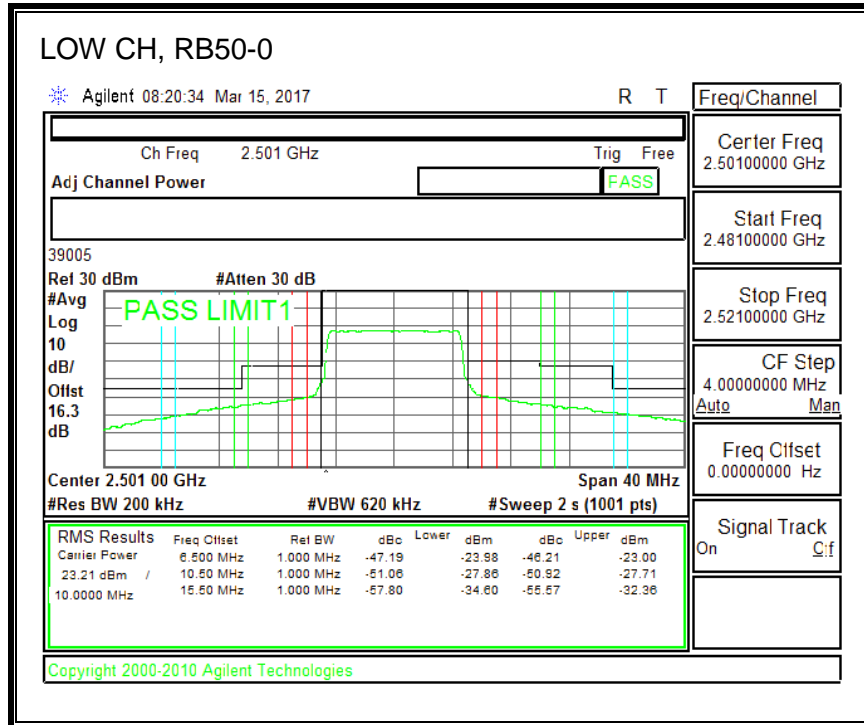 LOW CH, RB50-0
Agilent 08:20:34 Mar 15, 2017 R T
Freq/Channel
Ch Freq 2.501 GHz Trig Free
Adj Channel Power PASS
Center Freq
2.50100000 GHz
Start Freq
2.48100000 GHz
Stop Freq
2.52100000 GHz
CF Step
4.00000000 MHz
Auto Man
Freq Offset
0.00000000 Hz
Signal Track
On Off
39005
Ref 30 dBm #Atten 30 dB
#Avg
Log
10
dB/
Offst
16.3
dB
PASS LIMIT1
Center 2.501 00 GHz Span 40 MHz
#Res BW 200 kHz #VBW 620 kHz #Sweep 2 s (1001 pts)
RMS Results Freq Offset Ref BW dBc Lower dBm dBc Upper dBm
Carrier Power 6.500 MHz 1.000 MHz -47.19 -23.98 -46.21 -23.00
23.21 dBm / 10.50 MHz 1.000 MHz -51.06 -27.86 -50.92 -27.71
10.0000 MHz 15.50 MHz 1.000 MHz -57.80 -34.60 -55.57 -32.36
Copyright 2000-2010 Agilent Technologies